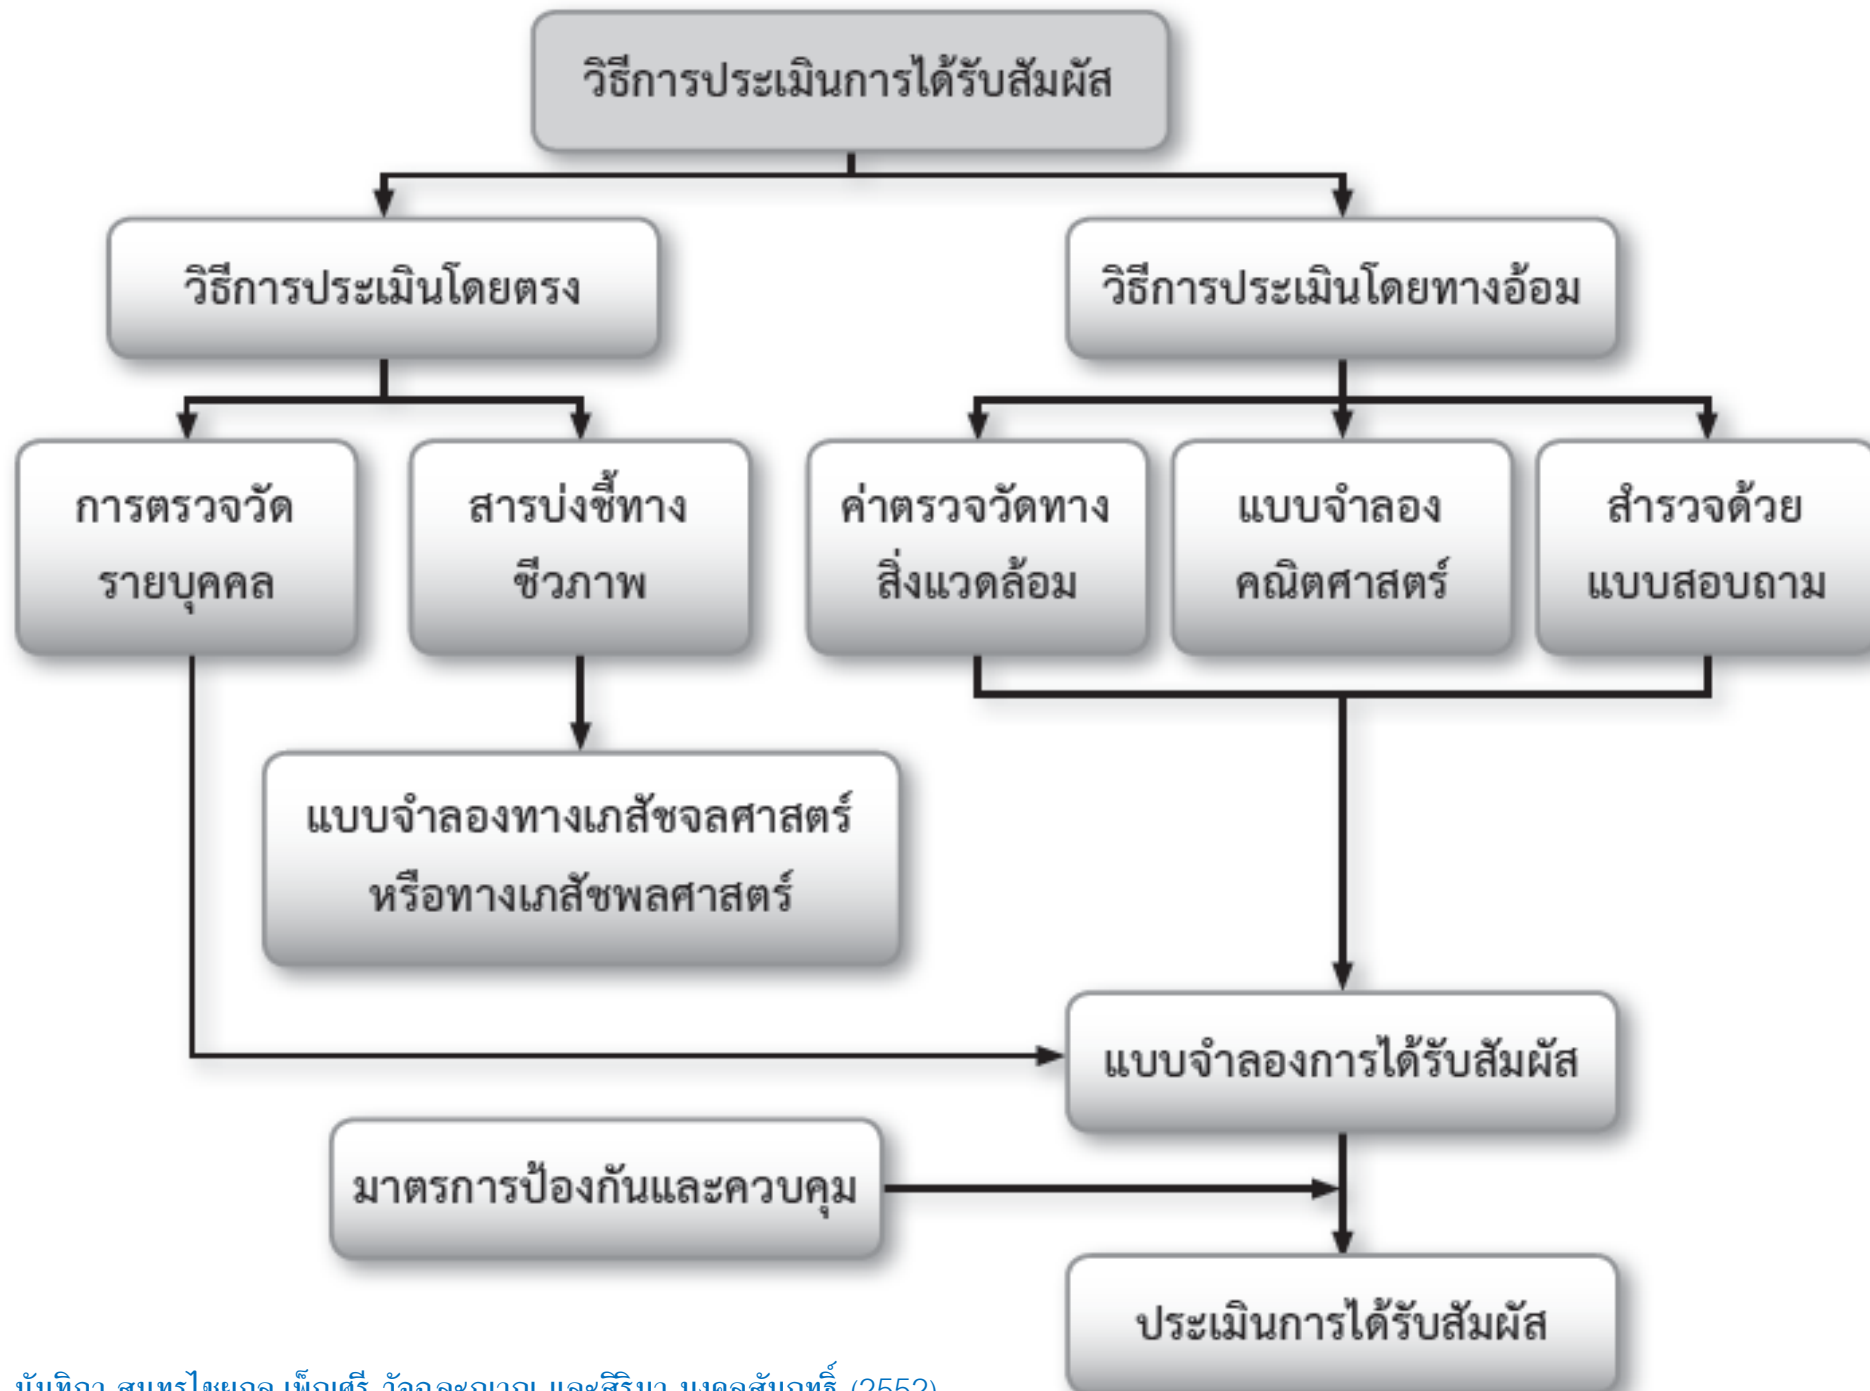 วิธีการประเมินการได้รับสัมผัส
วิธีการประเมินโดยตรง
วิธีการประเมินโดยทางอ้อม
การตรวจวัด
รายบุคคล
สารบ่งชี้ทาง
ชีวภาพ
ค่าตรวจวัดทาง
สิ่งแวดล้อม
แบบจำลอง
คณิตศาสตร์
สำรวจด้วย
แบบสอบถาม
แบบจำลองทางเภสัชจลศาสตร์
หรือทางเภสัชพลศาสตร์
แบบจำลองการได้รับสัมผัส
มาตรการป้องกันและควบคุม
ประเมินการได้รับสัมผัส
(2552)